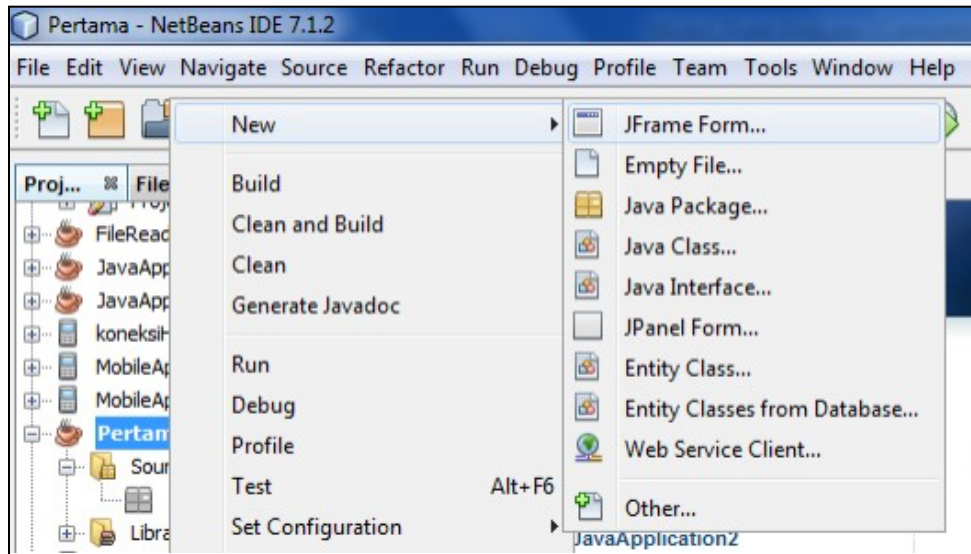 Pertama - NetBeans IDE 7.1.2
File Edit View Navigate Source Refactor Run Debug Profile Team Tools Window Help
Proj... File
FileRead
JavaApp
JavaApp
koneksiH
MobileAp
MobileAp
Pertam
Sour
Libra
New
Build
Clean and Build
Clean
Generate Javadoc
Run
Debug
Profile
Test Alt+F6
Set Configuration
JFrame Form...
Empty File...
Java Package...
Java Class...
Java Interface...
JPanel Form...
Entity Class...
Entity Classes from Database...
Web Service Client...
Other...
JavaApplication2